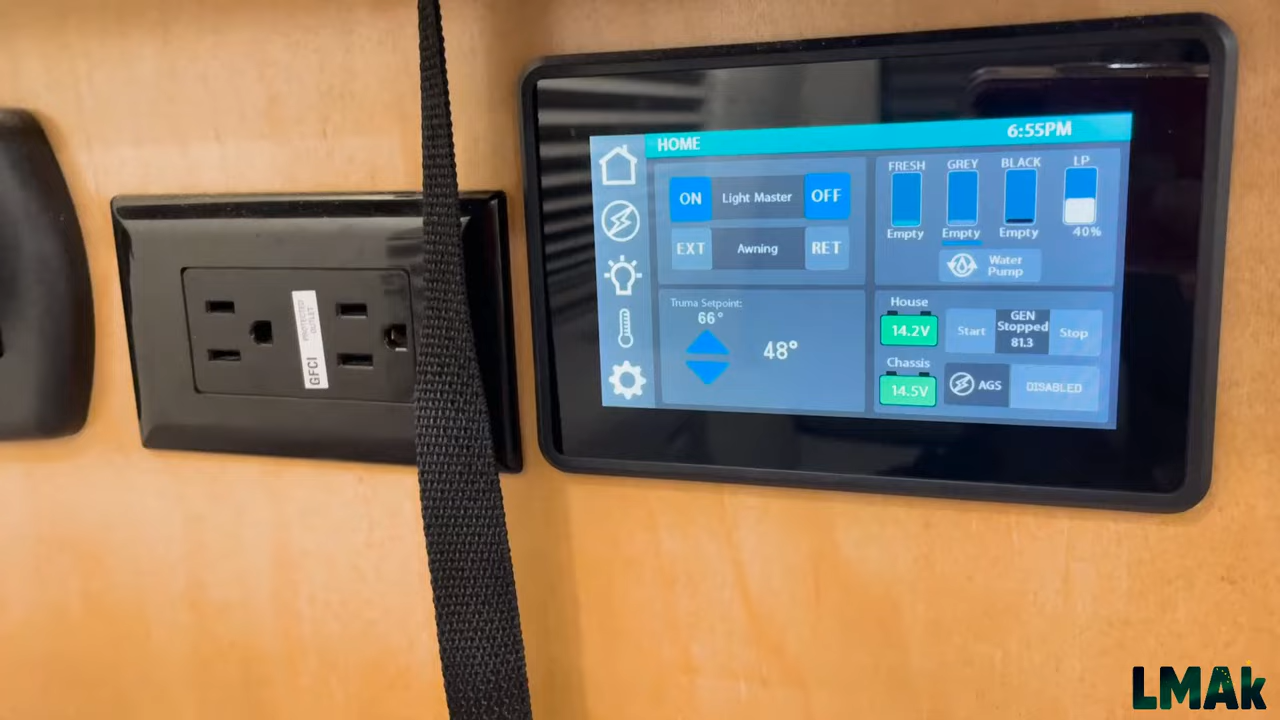 HOME 6:55PM
ON Light Master OFF
EXT Awning RET
FRESH GREY BLACK LP
Empty Empty Empty 40%
Water
Pump
Truma Setpoint:
66°
48°
House
14.2V
Start
GEN
Stopped
81.3
Stop
Chassis
14.5V
AGS
DISABLED
GFCI
PROTECTED
OUTLET
LMAk